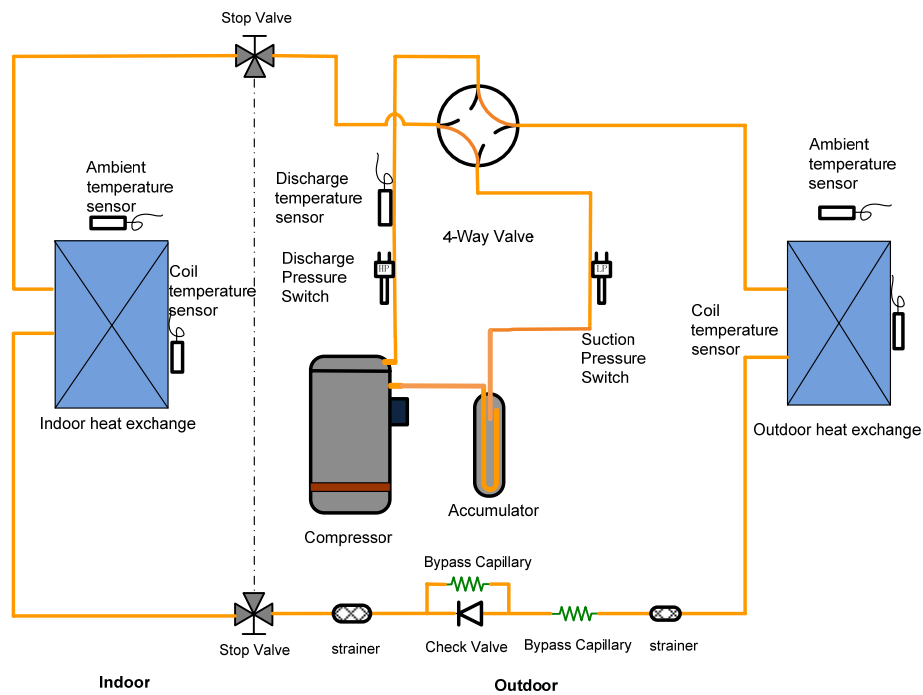 Stop Valve
Ambient
temperature
sensor
Discharge
temperature
sensor
4-Way Valve
Ambient
temperature
sensor
Coil
temperature
sensor
Discharge
Pressure
Switch
HP
LP
Suction
Pressure
Switch
Coil
temperature
sensor
Indoor heat exchange
Outdoor heat exchange
Compressor
Accumulator
Bypass Capillary
Stop Valve
strainer
Check Valve
Bypass Capillary
strainer
Indoor
Outdoor